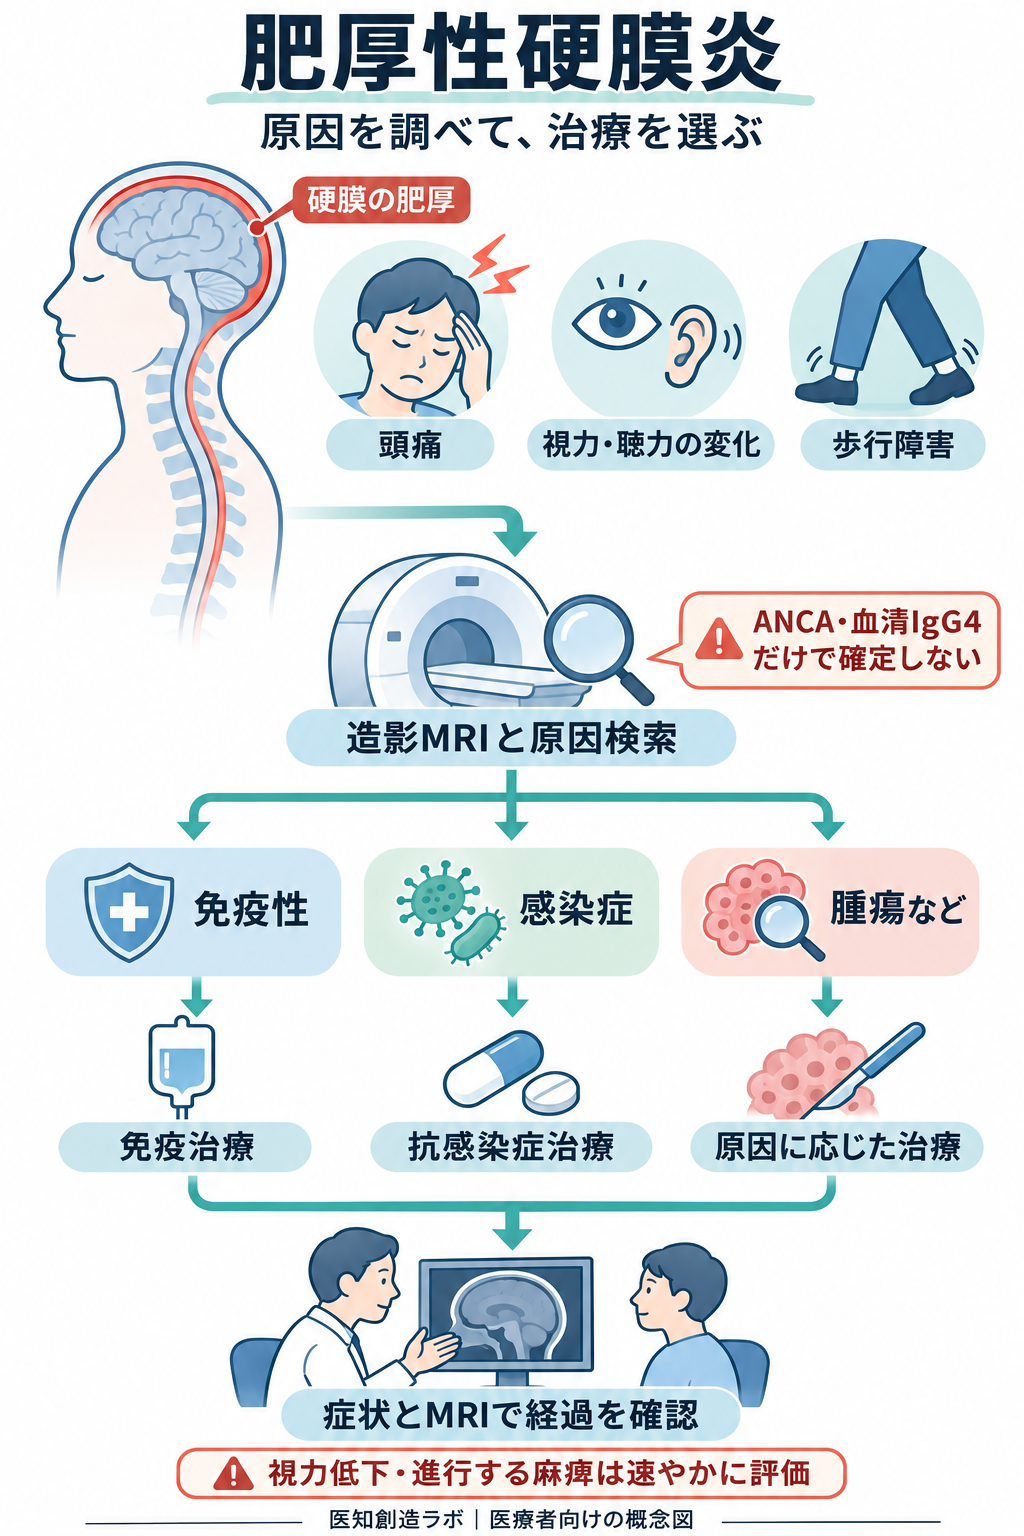 肥厚性硬膜炎
原因を調べて、治療を選ぶ
硬膜の肥厚
頭痛
視力・聴力の変化
歩行障害
ANCA・血清IgG4
だけで確定しない
造影MRIと原因検索
免疫性
感染症
腫瘍など
免疫治療
抗感染症治療
原因に応じた治療
症状とMRIで経過を確認
視力低下・進行する麻痺は速やかに評価
医知創造ラボ｜医療者向けの概念図